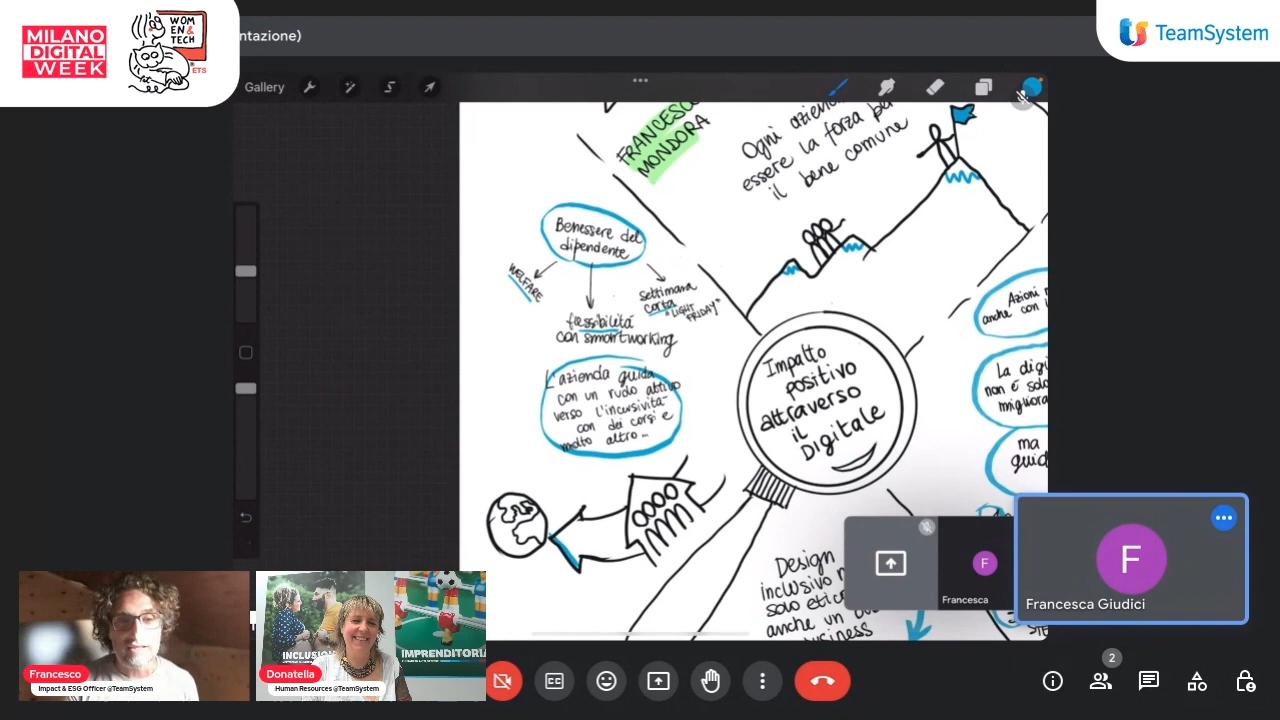 MILANO
DIGITAL
WEEK
WOM
EN&
TECH
ETS
ntazione)
TeamSystem
Gallery
FRANCESCO
MONDORA
Ogni azien
essere la forza pe
il bene comune
Benessere del
dipendente
WELFARE
flessibilità
con smartworking
settimana
corta
"LIGHT
FRIDAY"
L'azienda guida
con un ruolo attivo
verso l'inclusività
con dei corsi e
molto altro...
Impatto
positivo
attraverso
il
Digitale
Azioni
anche con
La digi
non è solo
migliora
ma
guid
Design
inclusivo
solo etic
anche un
business
F
Francesca
F
Francesca Giudici
INCLUSION
IMPRENDITORI
Francesco
Impact & ESG Officer @TeamSystem
Donatella
Human Resources @TeamSystem
2